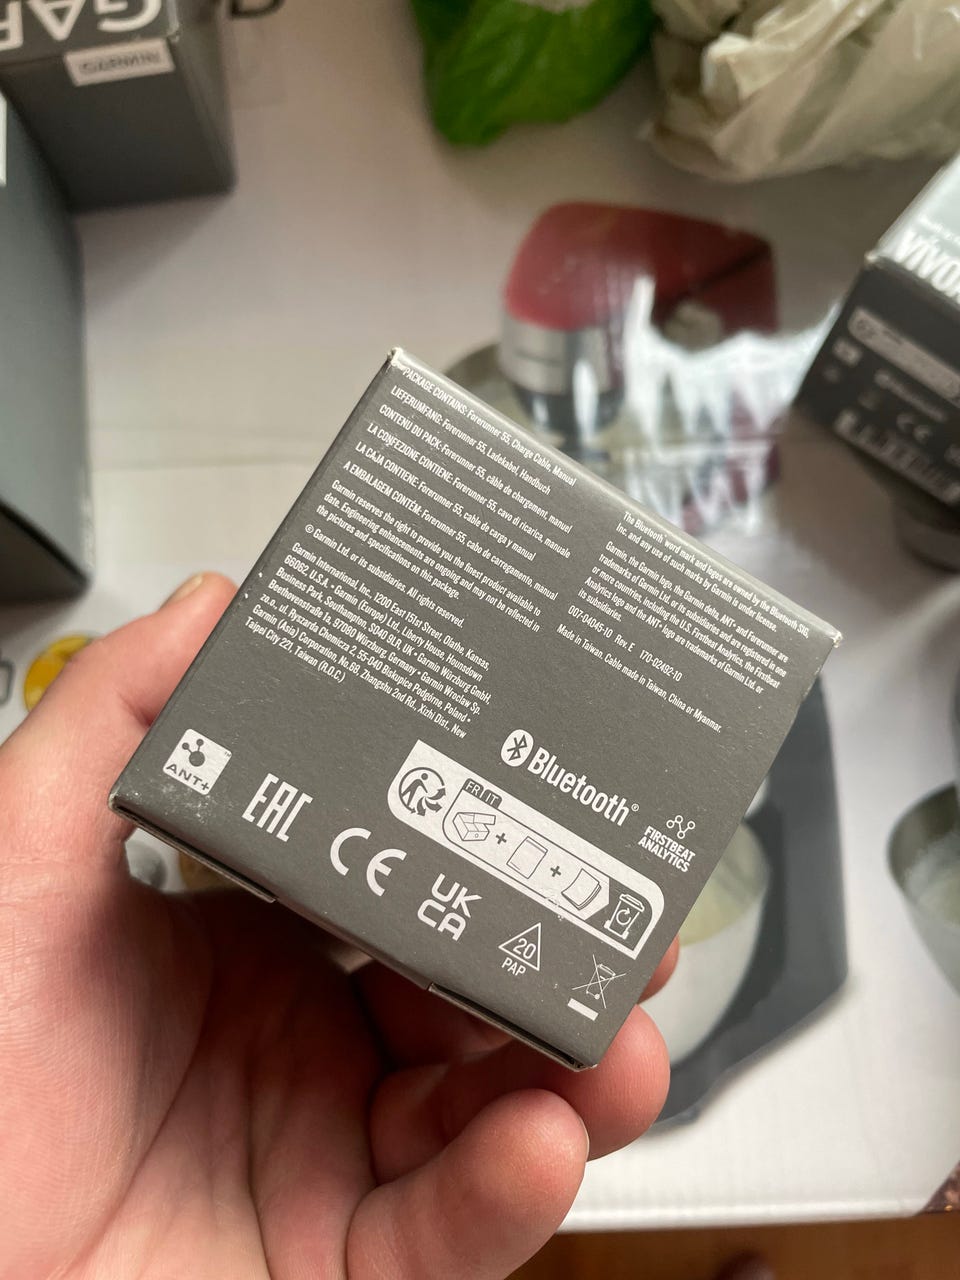 GAR
GARMIN
VÍVO
PACKAGE CONTAINS: Forerunner 55, Charge Cable, Manual
LIEFERUMFANG: Forerunner 55, Ladekabel, Handbuch
CONTENU DU PACK: Forerunner 55, câble de chargement, manuel
LA CONFEZIONE CONTIENE: Forerunner 55, cavo di ricarica, manuale
LA CAJA CONTIENE: Forerunner 55, cable de carga y manual
A EMBALAGEM CONTÉM: Forerunner 55, cabo de carregamento, manual
Garmin reserves the right to provide you the finest product available to
date. Engineering enhancements are ongoing and may not be reflected in
the pictures and specifications on this package.
© Garmin Ltd. or its subsidiaries. All rights reserved.
Garmin International, Inc., 1200 East 151st Street, Olathe, Kansas,
66062, U.S.A. • Garmin (Europe) Ltd., Liberty House, Hounsdown
Business Park, Southampton, SO40 9LR, UK • Garmin Würzburg GmbH,
Beethovenstraße 1a, 97080 Würzburg, Germany • Garmin Wroclaw Sp.
z.o.o., ul. Ryszarda Chomicza 2, 55-040 Biskupice Podgórne, Poland •
Garmin (Asia) Corporation, No.68, Zhangshu 2nd Rd., Xizhi Dist., New
Taipei City 221, Taiwan (R.O.C.)
The Bluetooth® word mark and logos are owned by the Bluetooth SIG,
Inc. and any use of such marks by Garmin is under license.
Garmin, the Garmin logo, the Garmin delta, ANT+ and Forerunner are
trademarks of Garmin Ltd. or its subsidiaries and are registered in one
or more countries, including the U.S. Firstbeat Analytics, the Firstbeat
Analytics logo and the ANT+ logo are trademarks of Garmin Ltd. or
its subsidiaries.
007-04045-10 Rev. E 170-02492-10
Made in Taiwan. Cable made in Taiwan, China or Myanmar.
Bluetooth®
FIRSTBEAT
ANALYTICS
ANT+™
EAC
CE
UK
CA
FR | IT
20
PAP
CE